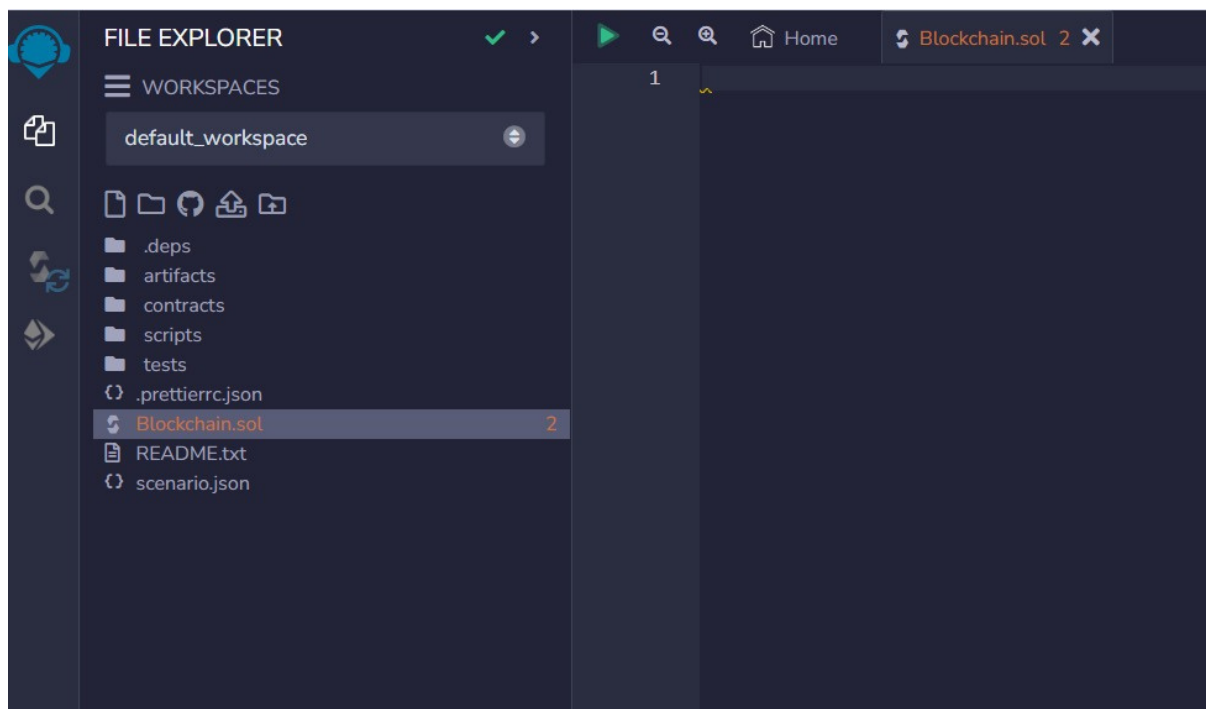 FILE EXPLORER
WORKSPACES
default_workspace
.deps
artifacts
contracts
scripts
tests
.prettierrc.json
Blockchain.sol 2
README.txt
scenario.json
Home
Blockchain.sol 2
1